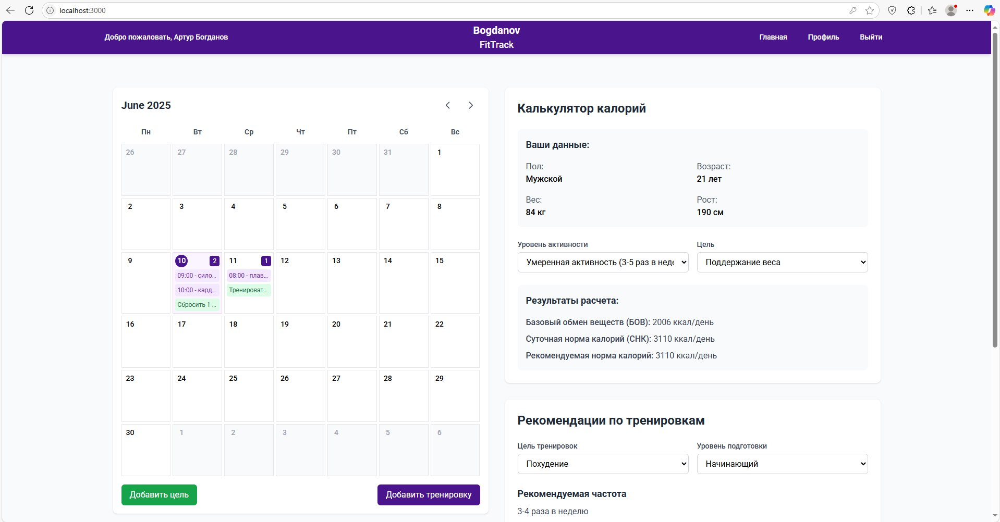 localhost:3000
Добро пожаловать, Артур Богданов
Bogdanov
FitTrack
Главная Профиль Выйти
June 2025
Пн Вт Ср Чт Пт Сб Вс
26 27 28 29 30 31 1
2 3 4 5 6 7 8
9 10 2 11 1 12 13 14 15
09:00 - сило... 08:00 - плав...
10:00 - кард... Тренироват...
Сбросить 1 ...
16 17 18 19 20 21 22
23 24 25 26 27 28 29
30 1 2 3 4 5 6
Добавить цель Добавить тренировку
Калькулятор калорий
Ваши данные:
Пол: Возраст:
Мужской 21 лет
Вес: Рост:
84 кг 190 см
Уровень активности Цель
Умеренная активность (3-5 раз в неде Поддержание веса
Результаты расчета:
Базовый обмен веществ (БОВ): 2006 ккал/день
Суточная норма калорий (СНК): 3110 ккал/день
Рекомендуемая норма калорий: 3110 ккал/день
Рекомендации по тренировкам
Цель тренировок Уровень подготовки
Похудение Начинающий
Рекомендуемая частота
3-4 раза в неделю